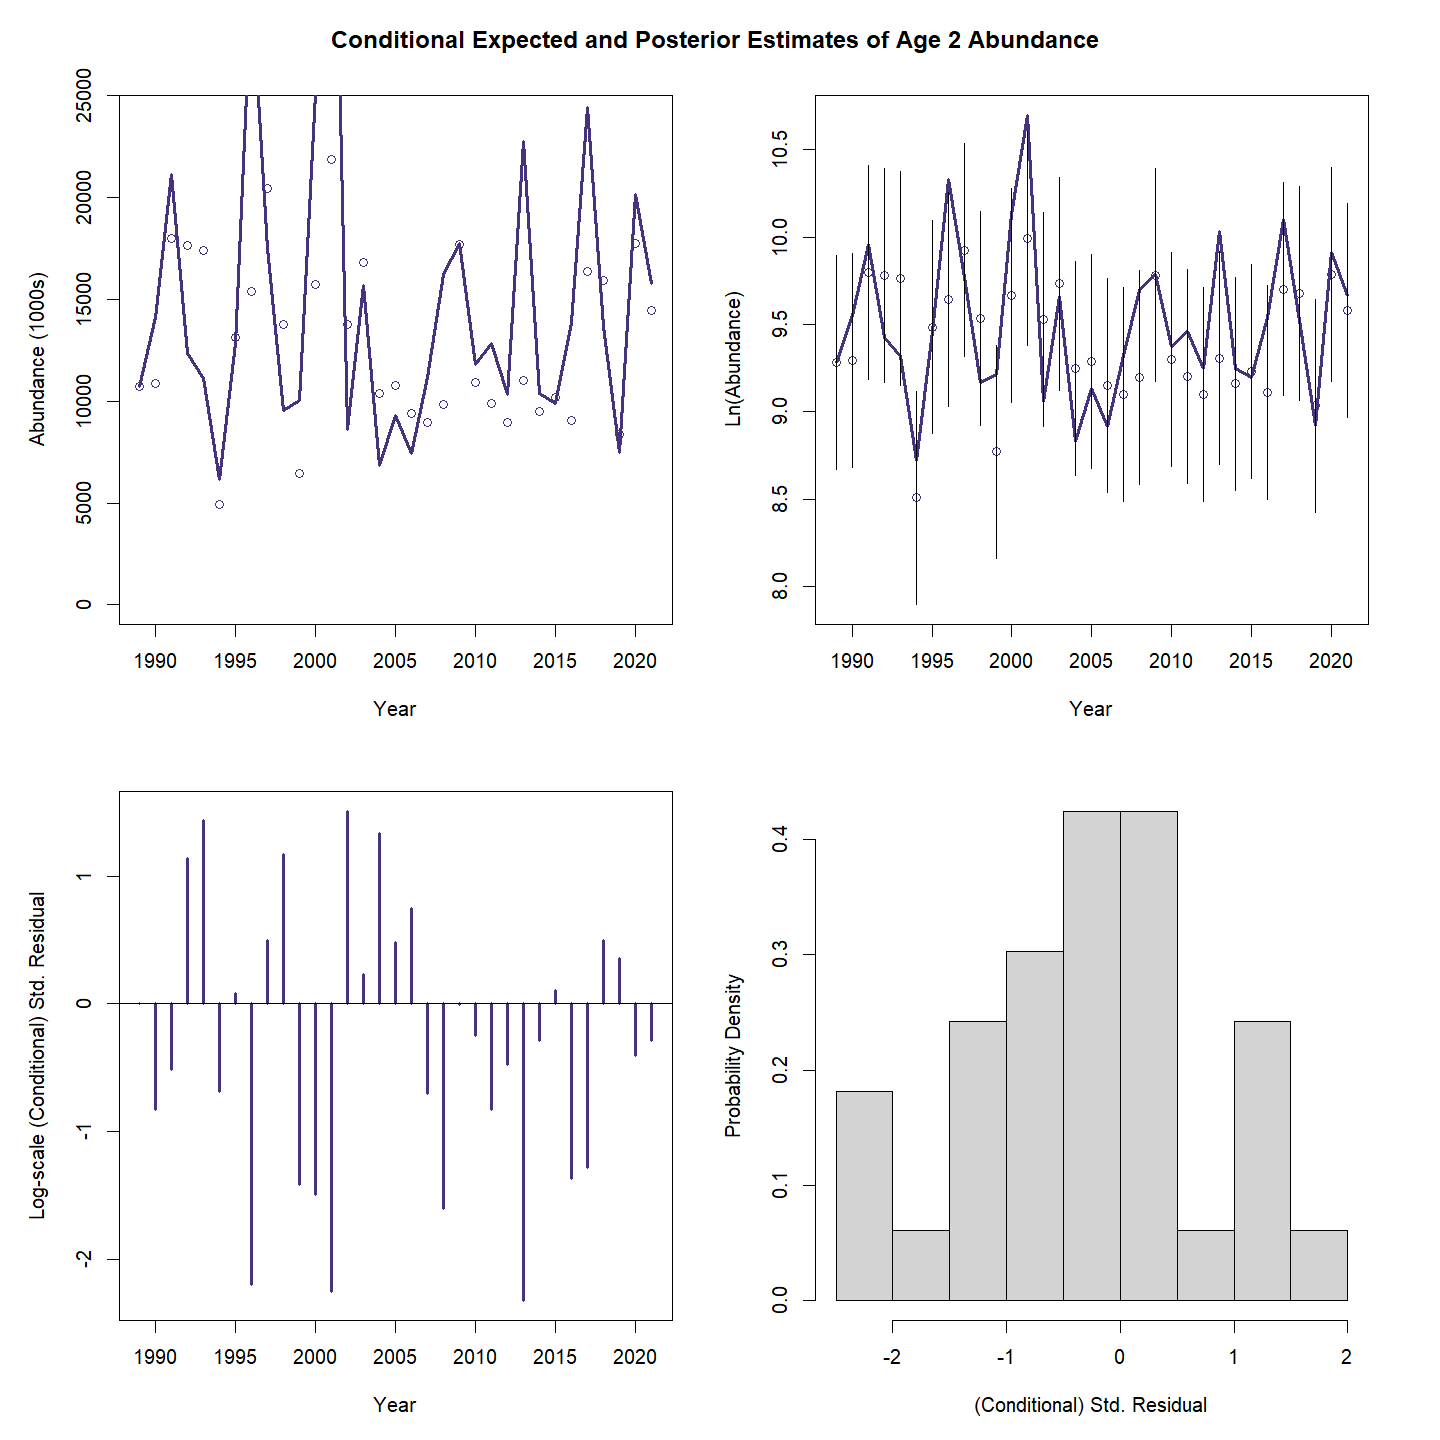 Conditional Expected and Posterior Estimates of Age 2 Abundance
Abundance (1000s)
25000
20000
15000
10000
5000
0
1990 1995 2000 2005 2010 2015 2020
Year
Ln(Abundance)
10.5
10.0
9.5
9.0
8.5
8.0
1990 1995 2000 2005 2010 2015 2020
Year
Log-scale (Conditional) Std. Residual
1
0
-1
-2
1990 1995 2000 2005 2010 2015 2020
Year
Probability Density
0.4
0.3
0.2
0.1
0.0
-2 -1 0 1 2
(Conditional) Std. Residual